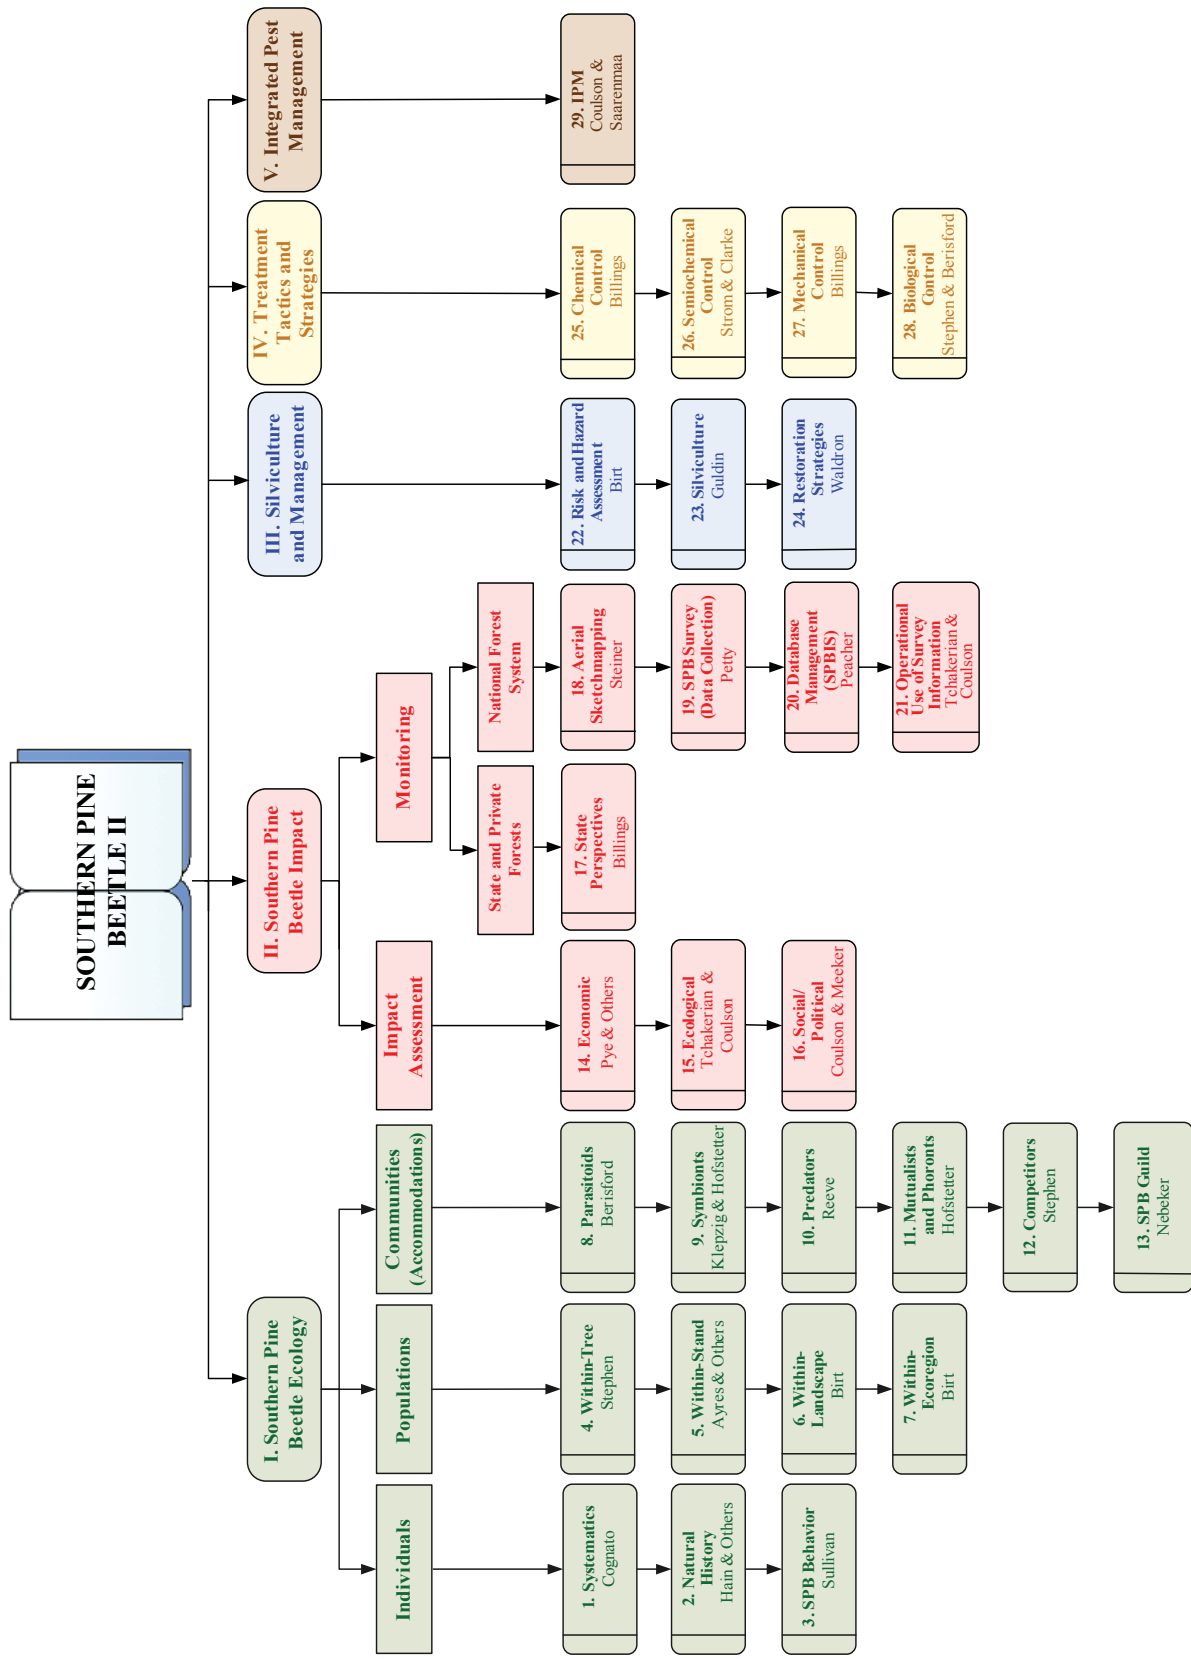 SOUTHERN PINE
BEETLE II
I. Southern Pine
Beetle Ecology
Individuals
1. Systematics
Cognato
2. Natural
History
Hain & Others
3. SPB Behavior
Sullivan
Populations
4. Within-Tree
Stephen
5. Within-Stand
Ayres & Others
6. Within-
Landscape
Birt
7. Within-
Ecoregion
Birt
Communities
(Accommodations)
8. Parasitoids
Berisford
9. Symbionts
Klepzig & Hofstetter
10. Predators
Reeve
11. Mutualists
and Phoronts
Hofstetter
12. Competitors
Stephen
13. SPB Guild
Nebeker
II. Southern Pine
Beetle Impact
Impact
Assessment
14. Economic
Pye & Others
15. Ecological
Tchakerian &
Coulson
16. Social/
Political
Coulson & Meeker
Monitoring
State and Private
Forests
17. State
Perspectives
Billings
National Forest
System
18. Aerial
Sketchmapping
Steiner
19. SPB Survey
(Data Collection)
Petty
20. Database
Management
(SPBIS)
Peacher
21. Operational
Use of Survey
Information
Tchakerian &
Coulson
III. Silviculture
and Management
22. Risk and Hazard
Assessment
Birt
23. Silviculture
Guldin
24. Restoration
Strategies
Waldron
IV. Treatment
Tactics and
Strategies
25. Chemical
Control
Billings
26. Semiochemical
Control
Strom & Clarke
27. Mechanical
Control
Billings
28. Biological
Control
Stephen & Berisford
V. Integrated Pest
Management
29. IPM
Coulson &
Saarenmaa